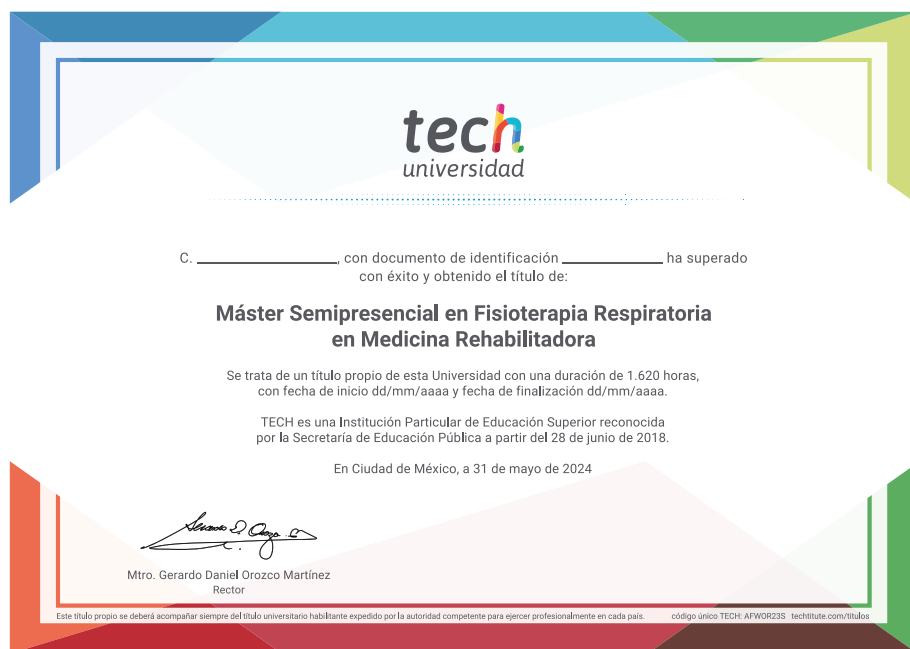 tech
universidad
C. ____________________, con documento de identificación ______________ ha superado
con éxito y obtenido el título de:
Máster Semipresencial en Fisioterapia Respiratoria
en Medicina Rehabilitadora
Se trata de un título propio de esta Universidad con una duración de 1.620 horas,
con fecha de inicio dd/mm/aaaa y fecha de finalización dd/mm/aaaa.
TECH es una Institución Particular de Educación Superior reconocida
por la Secretaría de Educación Pública a partir del 28 de junio de 2018.
En Ciudad de México, a 31 de mayo de 2024
Mtro. Gerardo Daniel Orozco Martínez
Rector
Este título propio se deberá acompañar siempre del título universitario habilitante expedido por la autoridad competente para ejercer profesionalmente en cada país. código único TECH: AFWOR23S techtitute.com/titulos